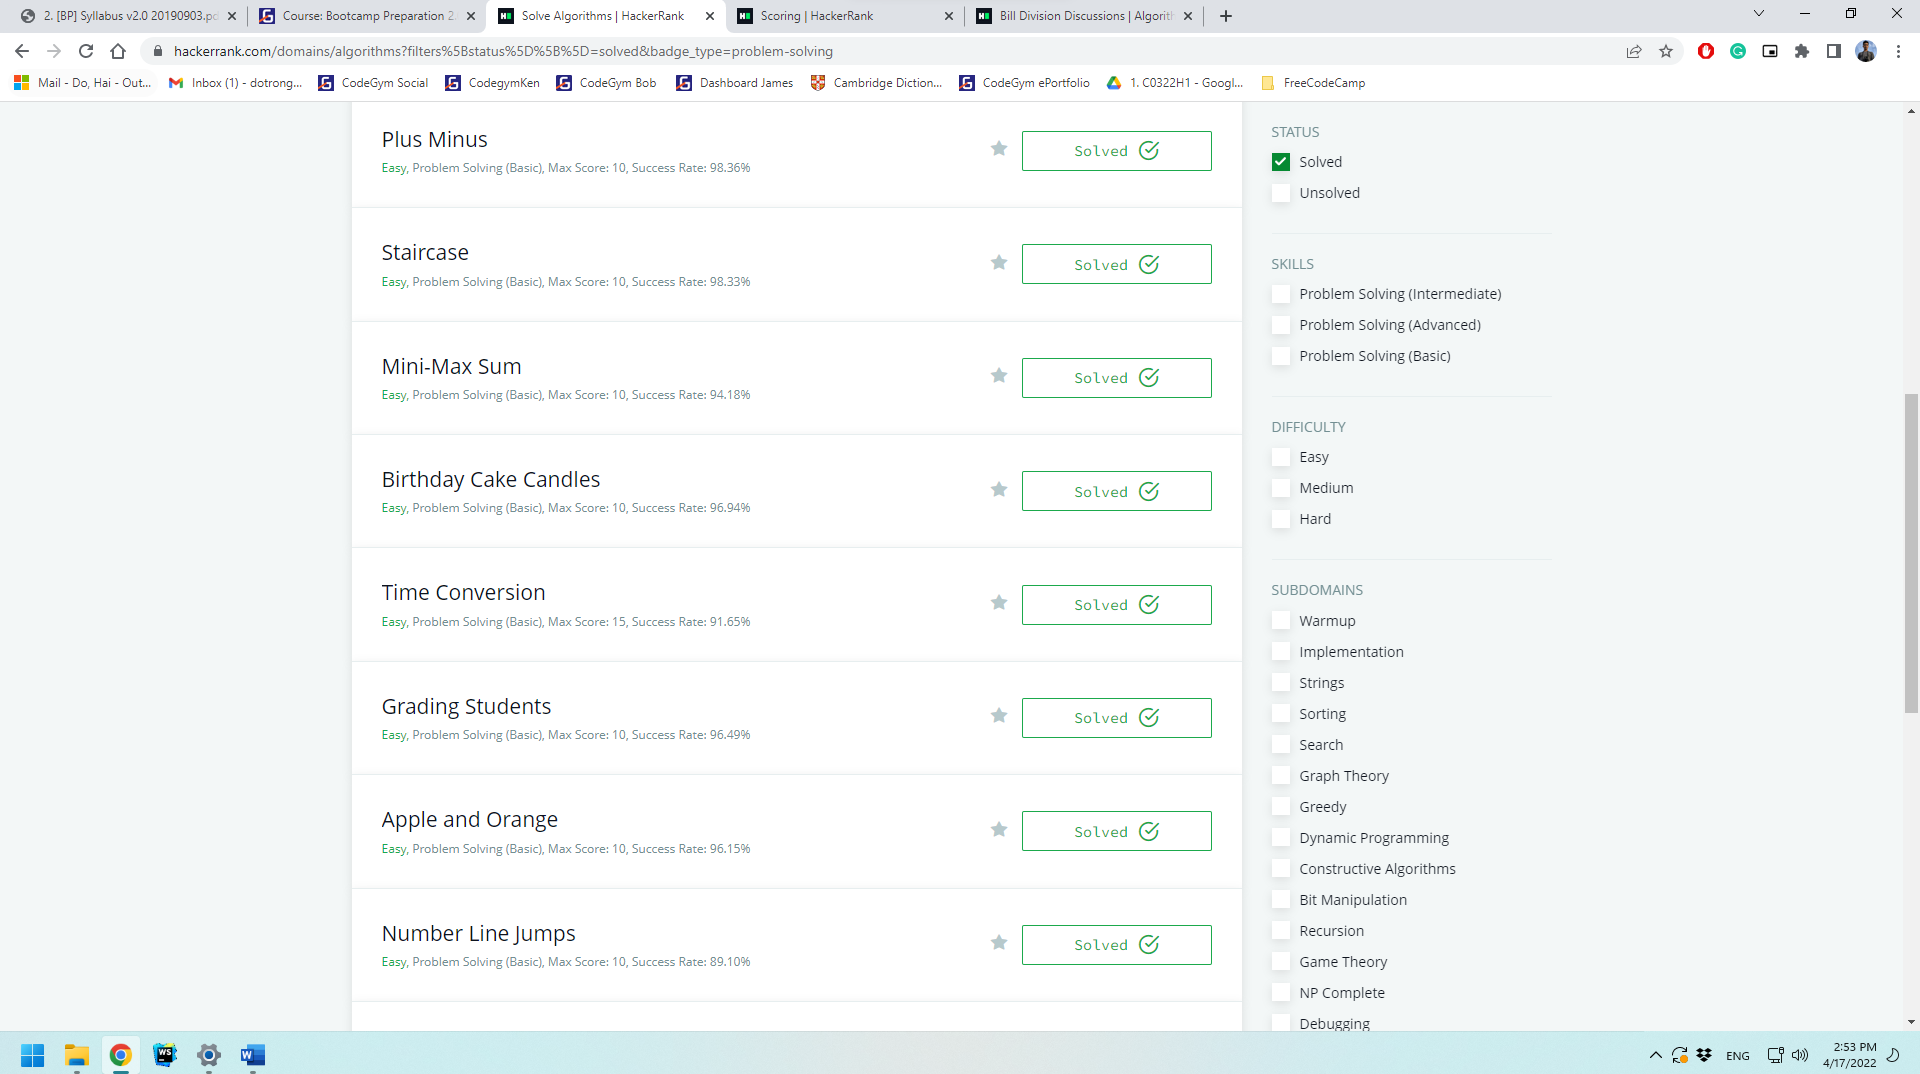 2. [BP] Syllabus v2.0 20190903.pd
Course: Bootcamp Preparation 2.
Solve Algorithms | HackerRank
Scoring | HackerRank
Bill Division Discussions | Algorit
hackerrank.com/domains/algorithms?filters%5Bstatus%5D%5B%5D=solved&badge_type=problem-solving
Mail - Do, Hai - Out...
Inbox (1) - dotrong...
CodeGym Social
CodegymKen
CodeGym Bob
Dashboard James
Cambridge Diction...
CodeGym ePortfolio
1. C0322H1 - Googl...
FreeCodeCamp
Plus Minus
Easy, Problem Solving (Basic), Max Score: 10, Success Rate: 98.36%
Solved
Staircase
Easy, Problem Solving (Basic), Max Score: 10, Success Rate: 98.33%
Solved
Mini-Max Sum
Easy, Problem Solving (Basic), Max Score: 10, Success Rate: 94.18%
Solved
Birthday Cake Candles
Easy, Problem Solving (Basic), Max Score: 10, Success Rate: 96.94%
Solved
Time Conversion
Easy, Problem Solving (Basic), Max Score: 15, Success Rate: 91.65%
Solved
Grading Students
Easy, Problem Solving (Basic), Max Score: 10, Success Rate: 96.49%
Solved
Apple and Orange
Easy, Problem Solving (Basic), Max Score: 10, Success Rate: 96.15%
Solved
Number Line Jumps
Easy, Problem Solving (Basic), Max Score: 10, Success Rate: 89.10%
Solved
STATUS
Solved
Unsolved
SKILLS
Problem Solving (Intermediate)
Problem Solving (Advanced)
Problem Solving (Basic)
DIFFICULTY
Easy
Medium
Hard
SUBDOMAINS
Warmup
Implementation
Strings
Sorting
Search
Graph Theory
Greedy
Dynamic Programming
Constructive Algorithms
Bit Manipulation
Recursion
Game Theory
NP Complete
Debugging
WS
W
ENG
2:53 PM
4/17/2022